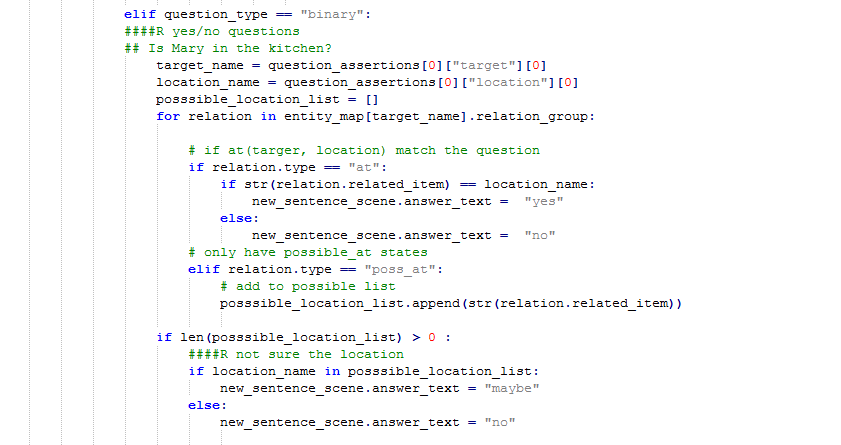 elif question_type == "binary":
####R yes/no questions
## Is Mary in the kitchen?
target_name = question_assertions[0]["target"][0]
location_name = question_assertions[0]["location"][0]
posssible_location_list = []
for relation in entity_map[target_name].relation_group:
# if at(targer, location) match the question
if relation.type == "at":
if str(relation.related_item) == location_name:
new_sentence_scene.answer_text =  "yes"
else:
new_sentence_scene.answer_text =  "no"
# only have possible_at states
elif relation.type == "poss_at":
# add to possible list
posssible_location_list.append(str(relation.related_item))
if len(posssible_location_list) > 0 :
####R not sure the location
if location_name in posssible_location_list:
new_sentence_scene.answer_text = "maybe"
else:
new_sentence_scene.answer_text = "no"